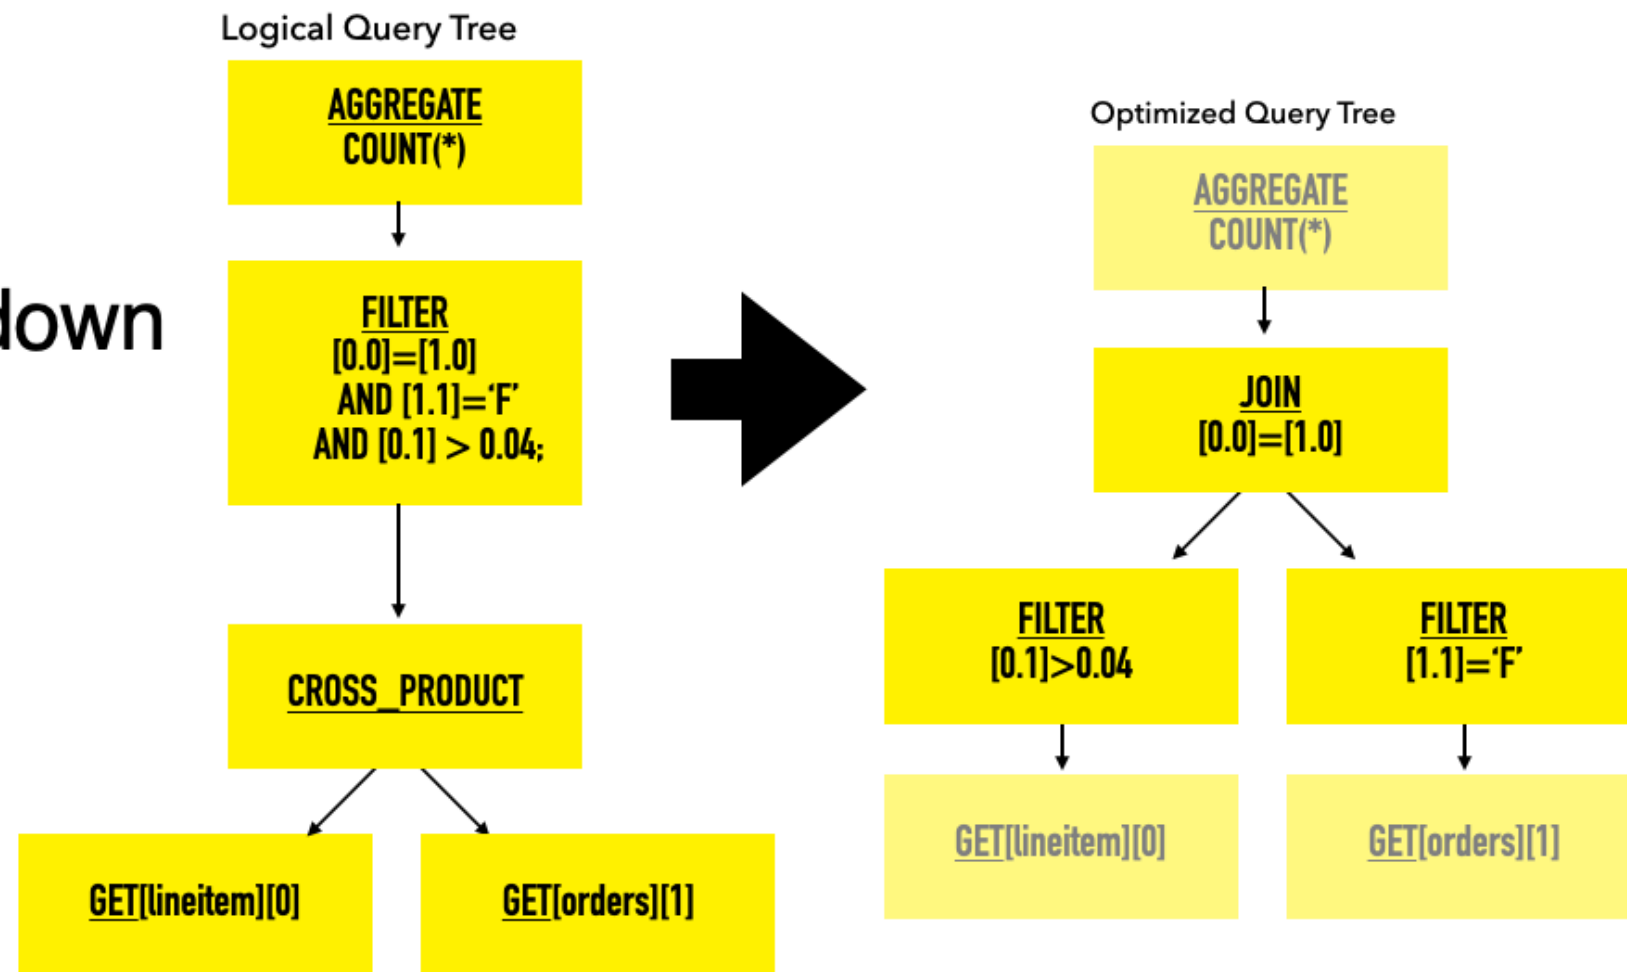 Logical Query Tree
AGGREGATE
COUNT(*)
FILTER
[0.0]=[1.0]
AND [1.1]=‘F’
AND [0.1] > 0.04;
CROSS_PRODUCT
GET[lineitem][0]
GET[orders][1]
down
Optimized Query Tree
AGGREGATE
COUNT(*)
JOIN
[0.0]=[1.0]
FILTER
[0.1]>0.04
FILTER
[1.1]=‘F’
GET[lineitem][0]
GET[orders][1]